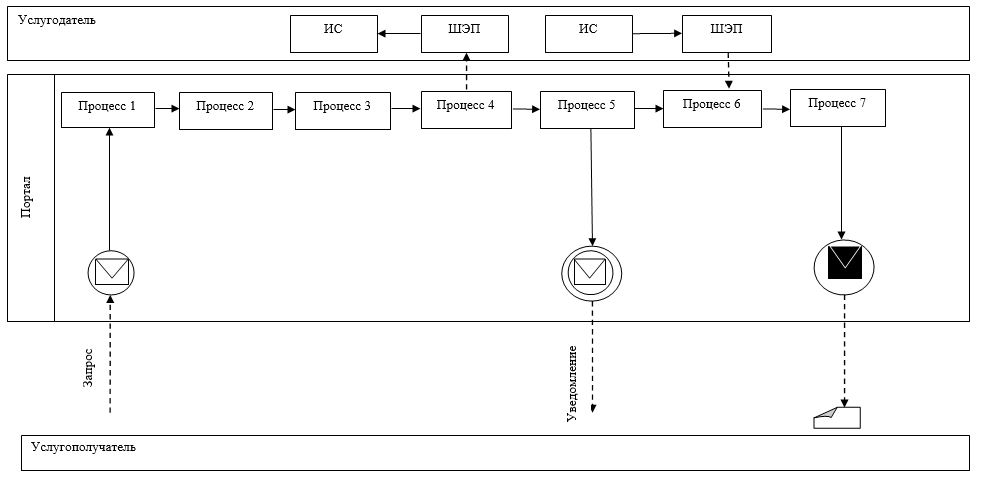 Услугодатель
ИС
ШЭП
ИС
ШЭП
Портал
Процесс 1
Процесс 2
Процесс 3
Процесс 4
Процесс 5
Процесс 6
Процесс 7
Запрос
Уведомление
Услугополучатель